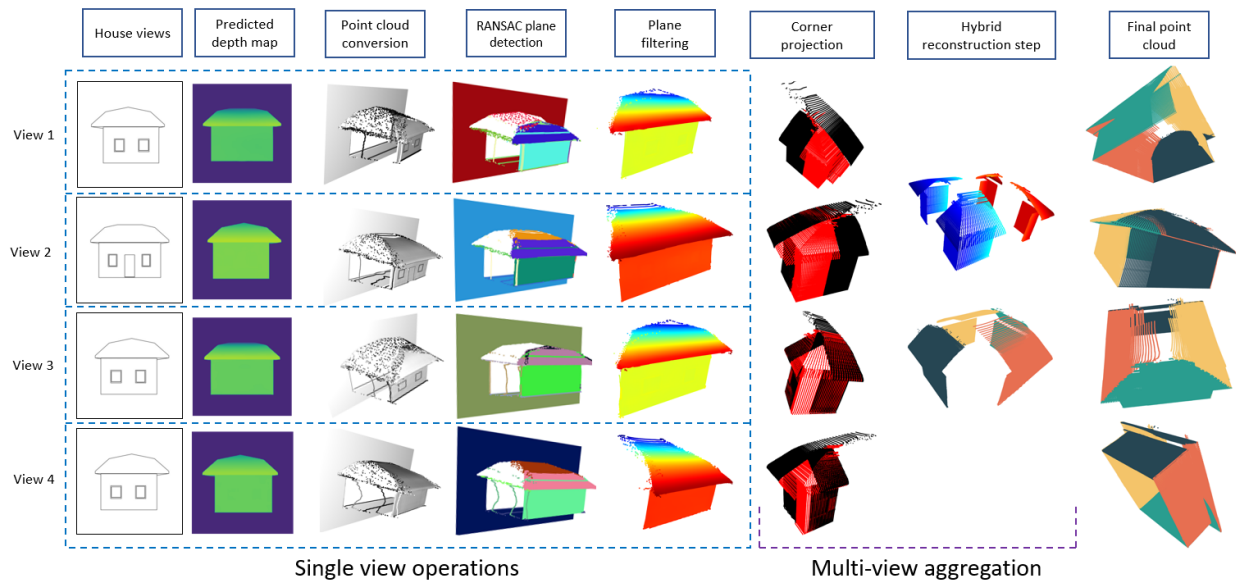 House views
Predicted
depth map
Point cloud
conversion
RANSAC plane
detection
Plane
filtering
Corner
projection
Hybrid
reconstruction step
Final point
cloud
View 1
View 2
View 3
View 4
Single view operations
Multi-view aggregation